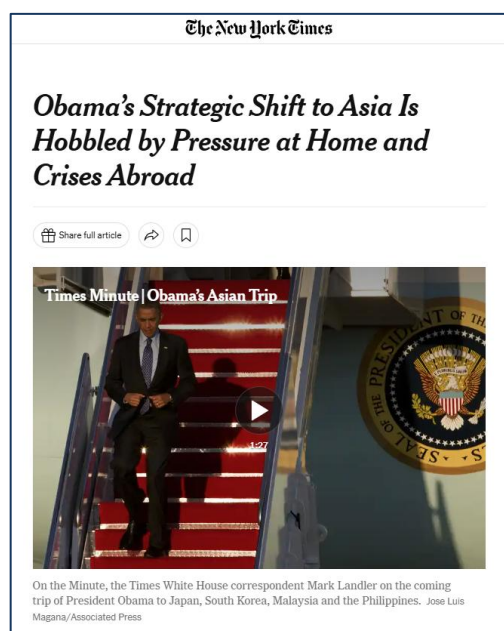 The New York Times
Obama's Strategic Shift to Asia Is
Hobbled by Pressure at Home and
Crises Abroad
Share full article
Times Minute | Obama's Asian Trip
1:27
PRESIDENT OF TH
SEAL OF
US
On the Minute, the Times White House correspondent Mark Landler on the coming
trip of President Obama to Japan, South Korea, Malaysia and the Philippines. Jose Luis
Magana/Associated Press